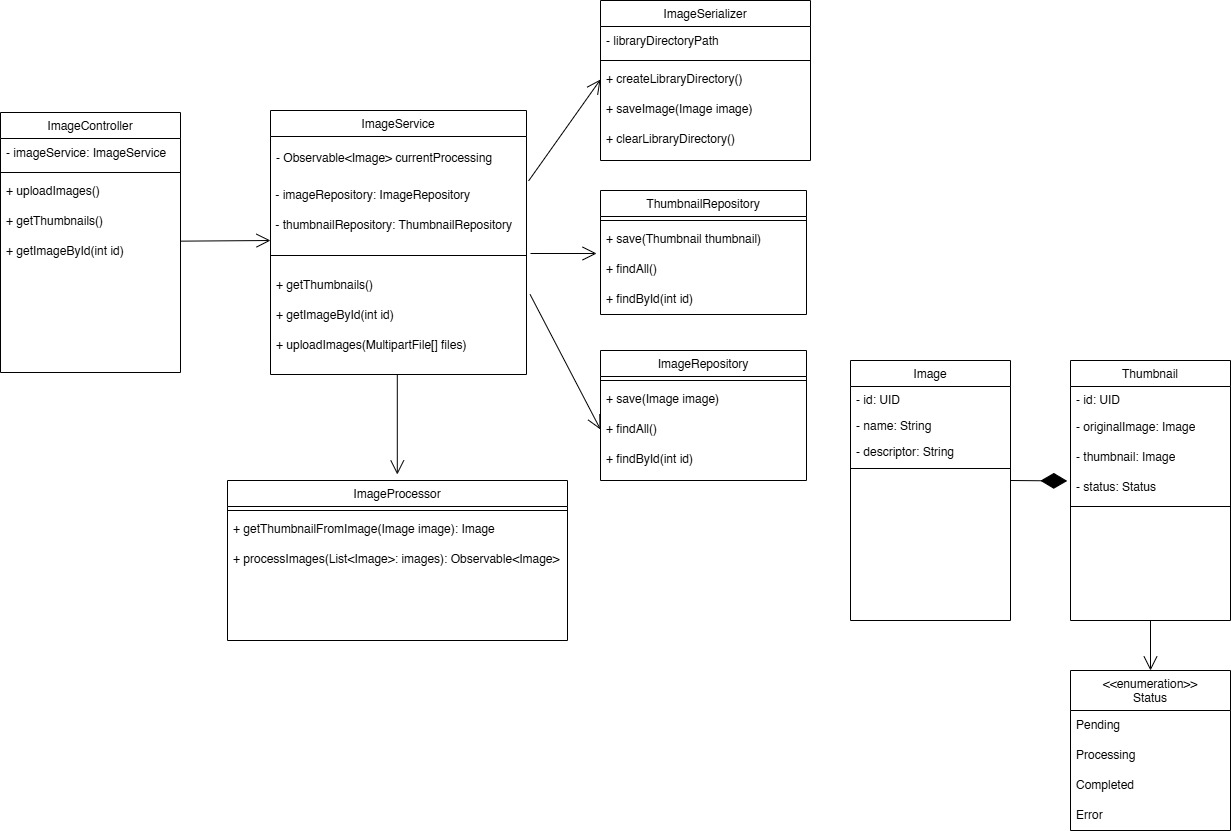 ImageController
- imageService: ImageService
+ uploadImages()
+ getThumbnails()
+ getImageById(int id)
ImageService
- Observable<Image> currentProcessing
- imageRepository: ImageRepository
- thumbnailRepository: ThumbnailRepository
+ getThumbnails()
+ getImageById(int id)
+ uploadImages(MultipartFile[] files)
ImageSerializer
- libraryDirectoryPath
+ createLibraryDirectory()
+ saveImage(Image image)
+ clearLibraryDirectory()
ThumbnailRepository
+ save(Thumbnail thumbnail)
+ findAll()
+ findById(int id)
ImageRepository
+ save(Image image)
+ findAll()
+ findById(int id)
ImageProcessor
+ getThumbnailFromImage(Image image): Image
+ processImages(List<Image>: images): Observable<Image>
Image
- id: UID
- name: String
- descriptor: String
Thumbnail
- id: UID
- originalImage: Image
- thumbnail: Image
- status: Status
<<enumeration>>
Status
Pending
Processing
Completed
Error